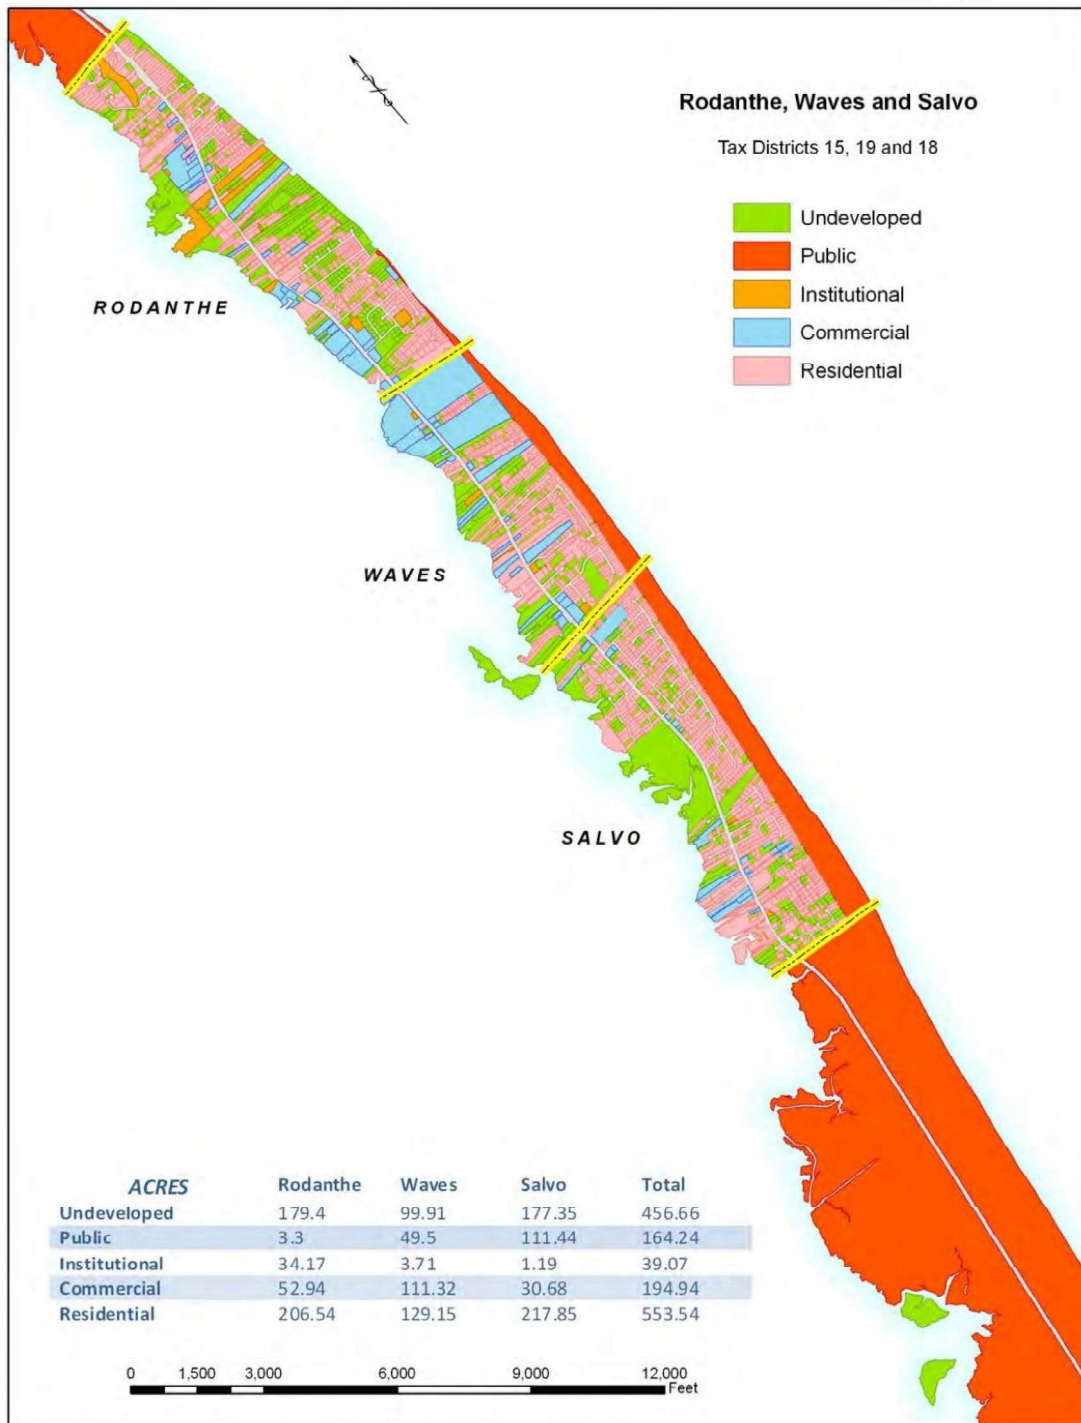 Rodanthe, Waves and Salvo
Tax Districts 15, 19 and 18
Undeveloped
Public
Institutional
Commercial
Residential
RODANTHE
WAVES
SALVO
ACRES Rodanthe Waves Salvo Total
Undeveloped 179.4 99.91 177.35 456.66
Public 3.3 49.5 111.44 164.24
Institutional 34.17 3.71 1.19 39.07
Commercial 52.94 111.32 30.68 194.94
Residential 206.54 129.15 217.85 553.54
0 1,500 3,000 6,000 9,000 12,000
Feet